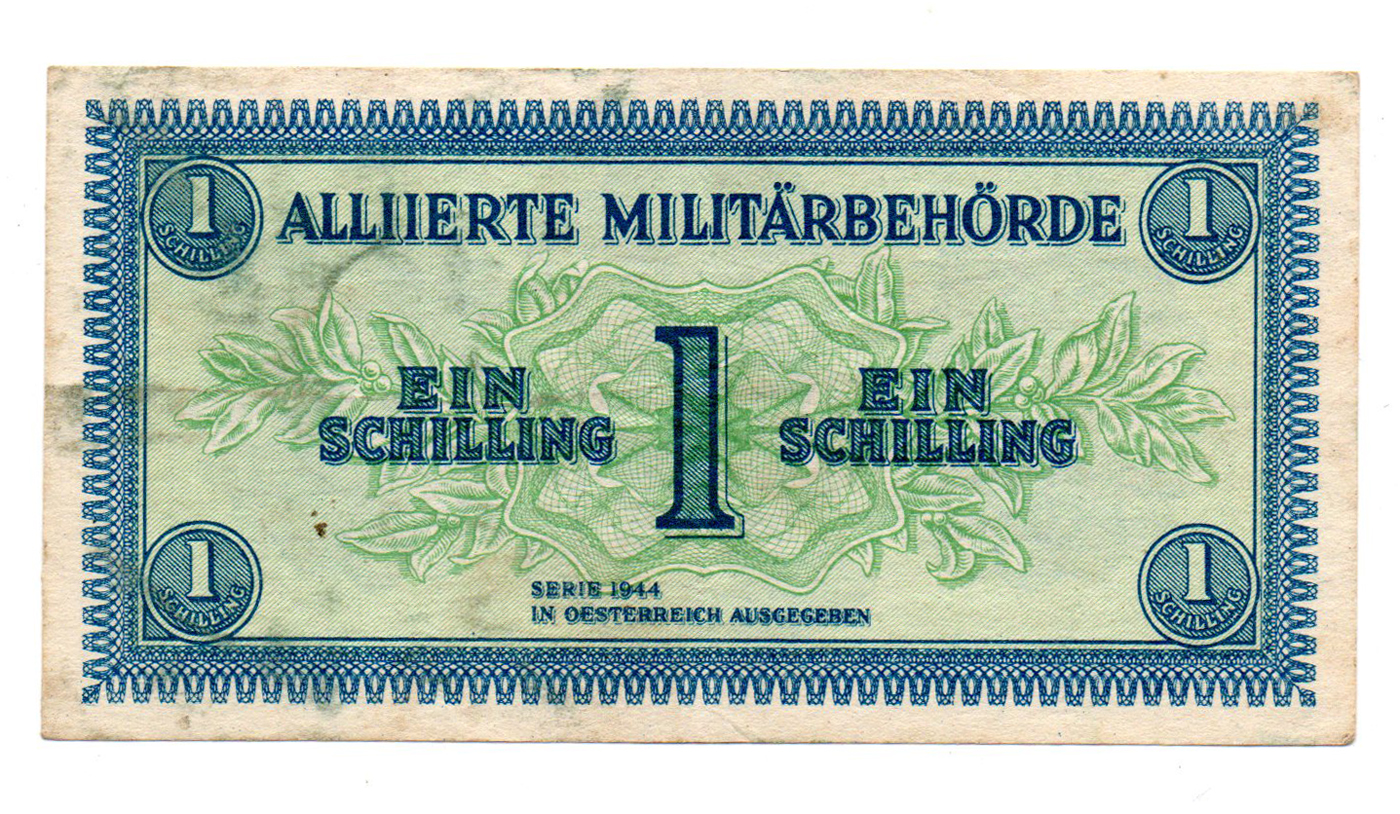 1 SCHILLING
ALLIIERTE MILITÄRBEHÖRDE
1 SCHILLING
EIN
SCHILLING
1
EIN
SCHILLING
1 SCHILLING
SERIE 1944
IN OESTERREICH AUSGEGEBEN
1 SCHILLING